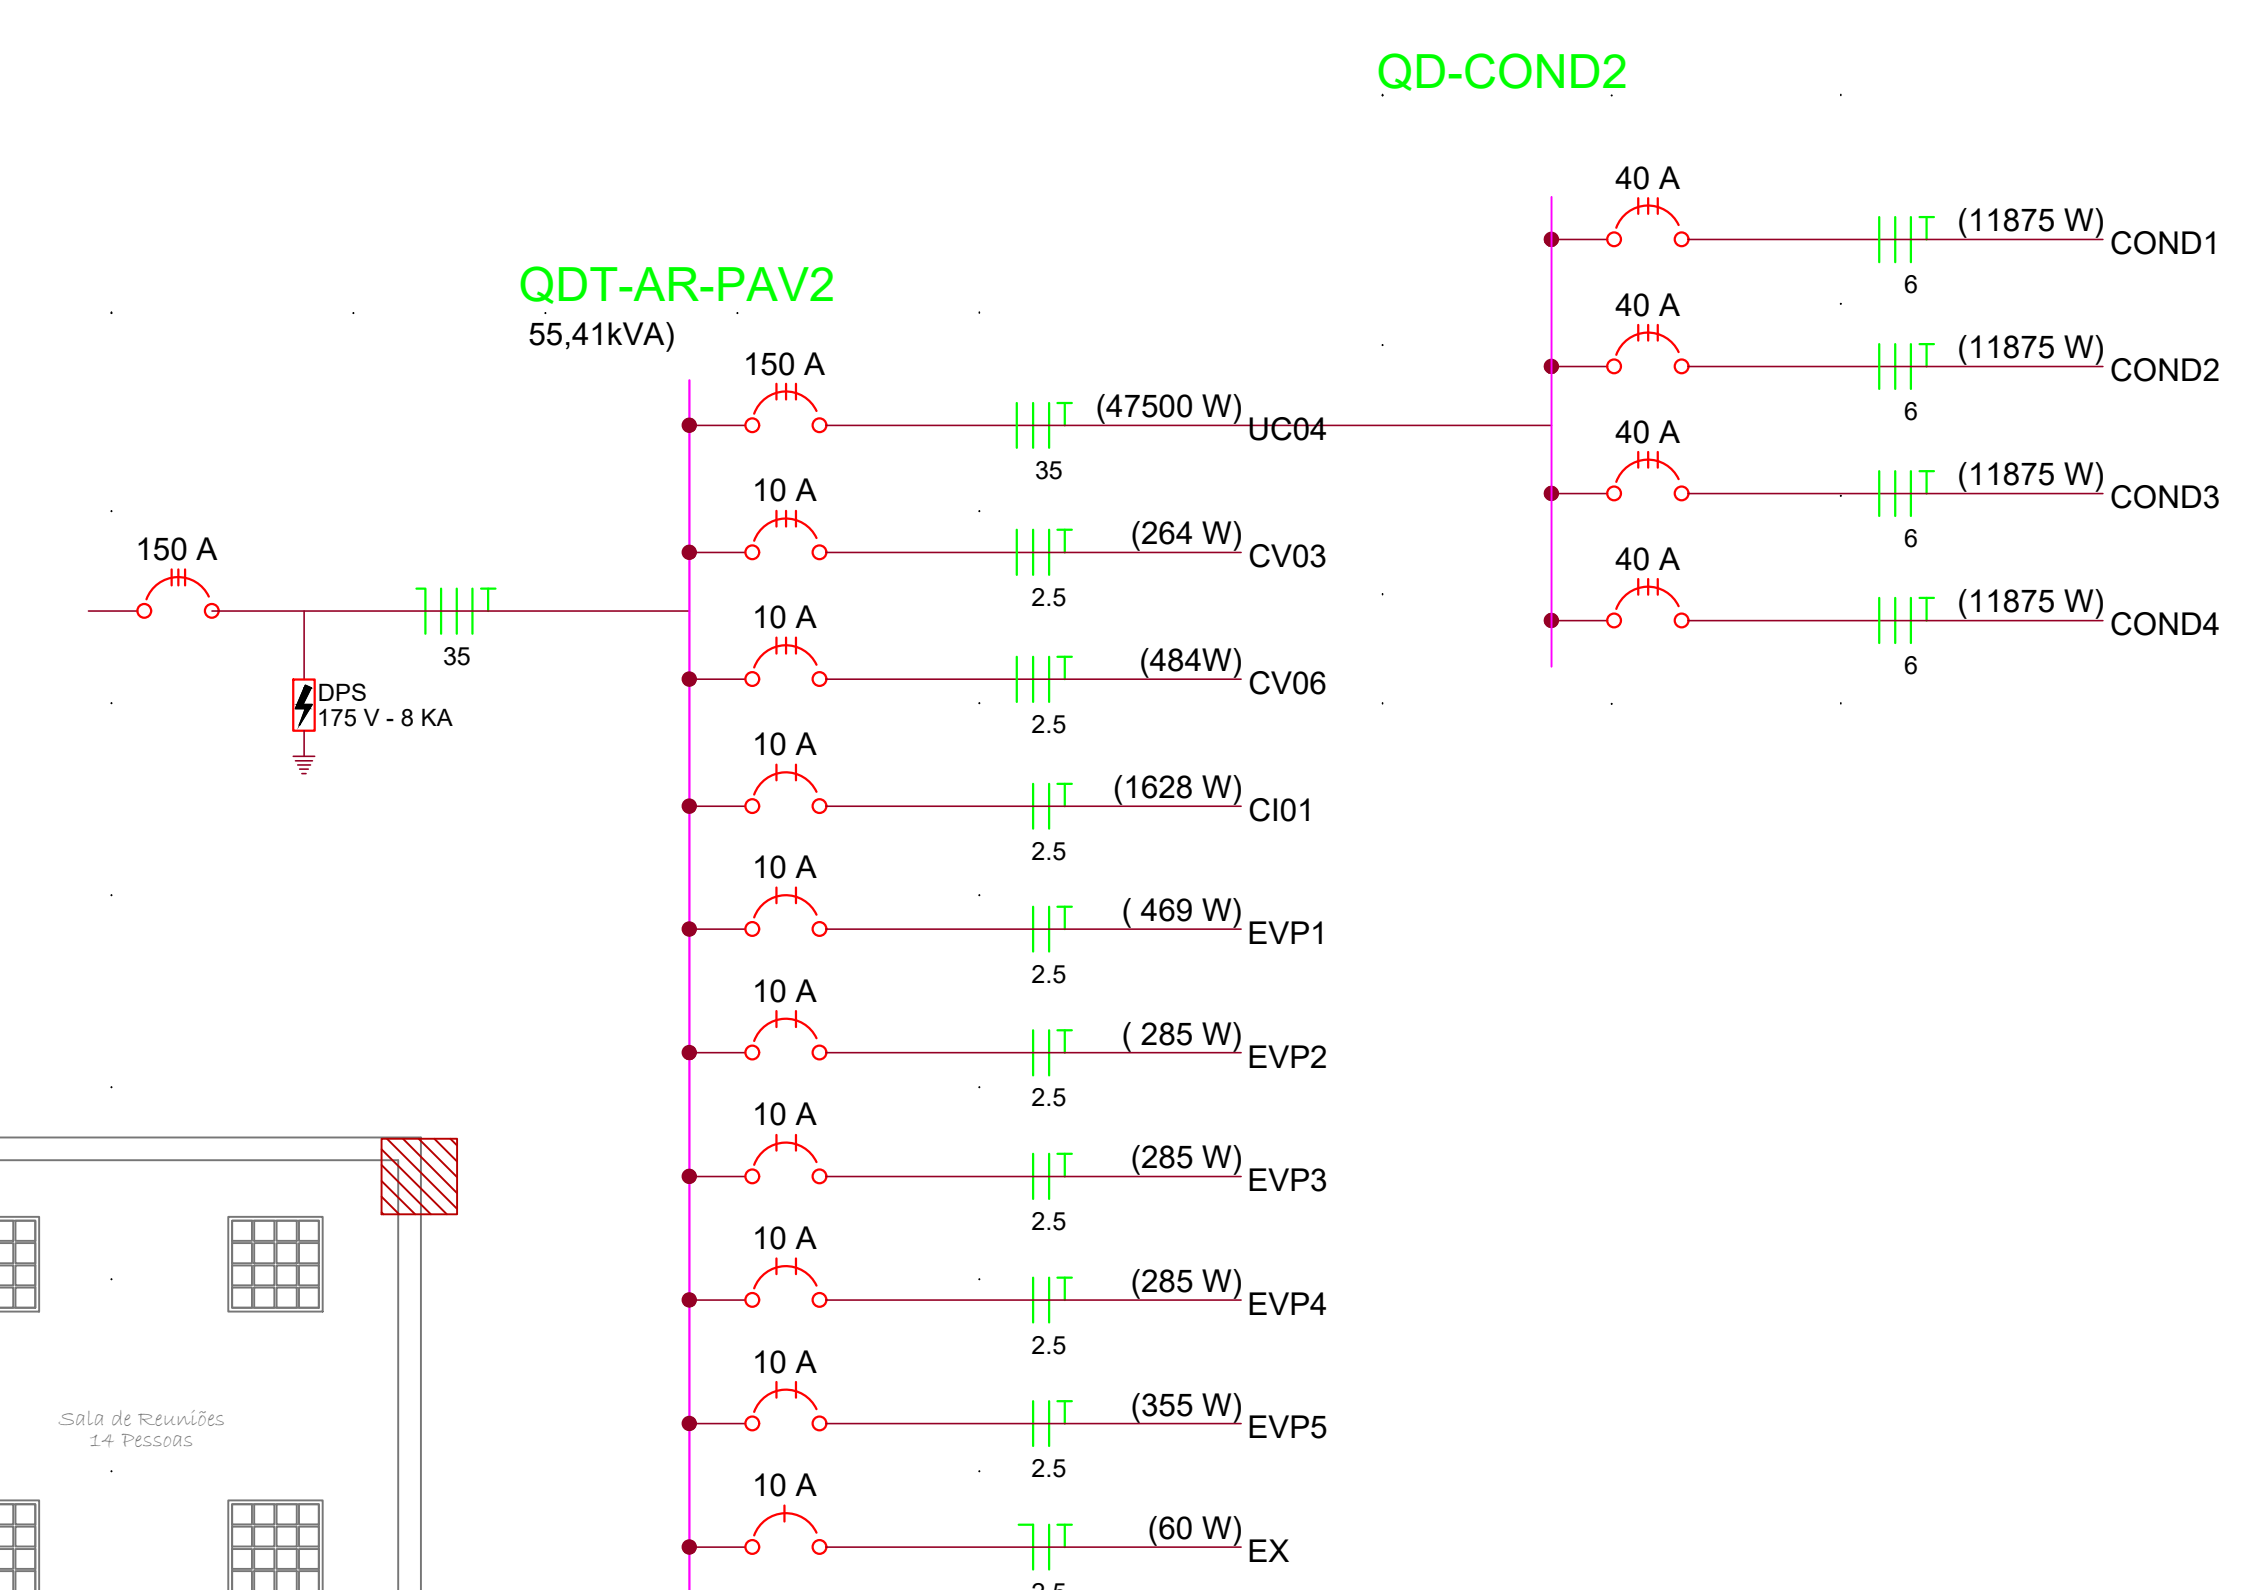 QD-COND2
40 A
(11875 W)
COND1
6
40 A
(11875 W)
COND2
6
40 A
(11875 W)
COND3
6
40 A
(11875 W)
COND4
6
QDT-AR-PAV2
55,41kVA)
150 A
35
DPS
175 V - 8 KA
150 A
(47500 W)
UC04
35
10 A
(264 W)
CV03
2.5
10 A
(484W)
CV06
2.5
10 A
(1628 W)
CI01
2.5
10 A
( 469 W)
EVP1
2.5
10 A
( 285 W)
EVP2
2.5
10 A
(285 W)
EVP3
2.5
10 A
(285 W)
EVP4
2.5
10 A
(355 W)
EVP5
2.5
10 A
(60 W)
EX
Sala de Reuniões
14 Pessoas